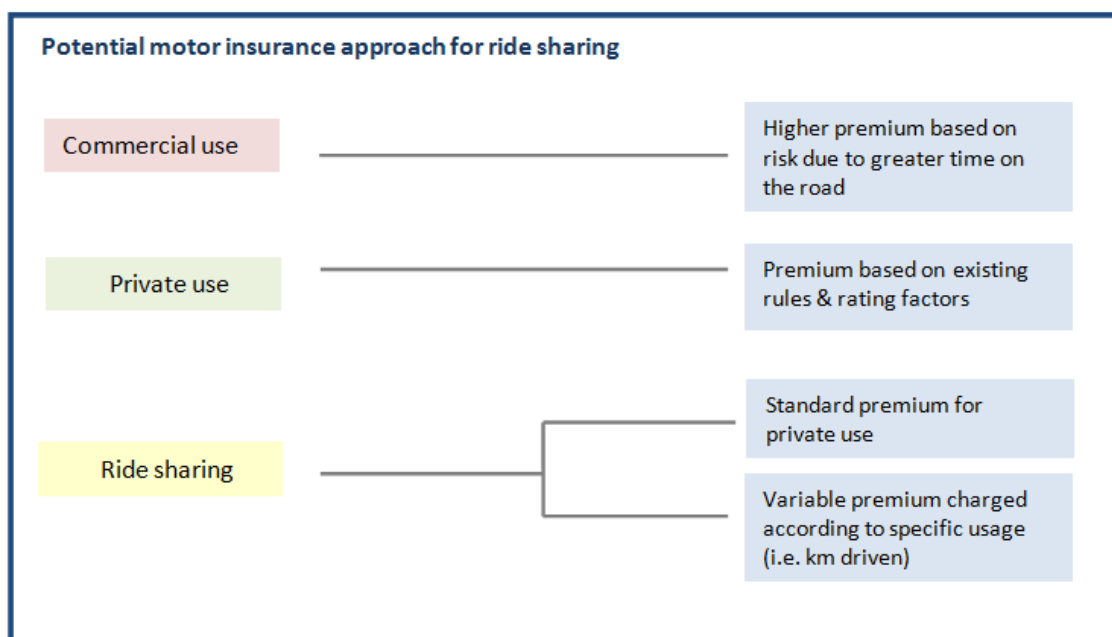 Potential motor insurance approach for ride sharing
Commercial use
Higher premium based on
risk due to greater time on
the road
Private use
Premium based on existing
rules & rating factors
Ride sharing
Standard premium for
private use
Variable premium charged
according to specific usage
(i.e. km driven)